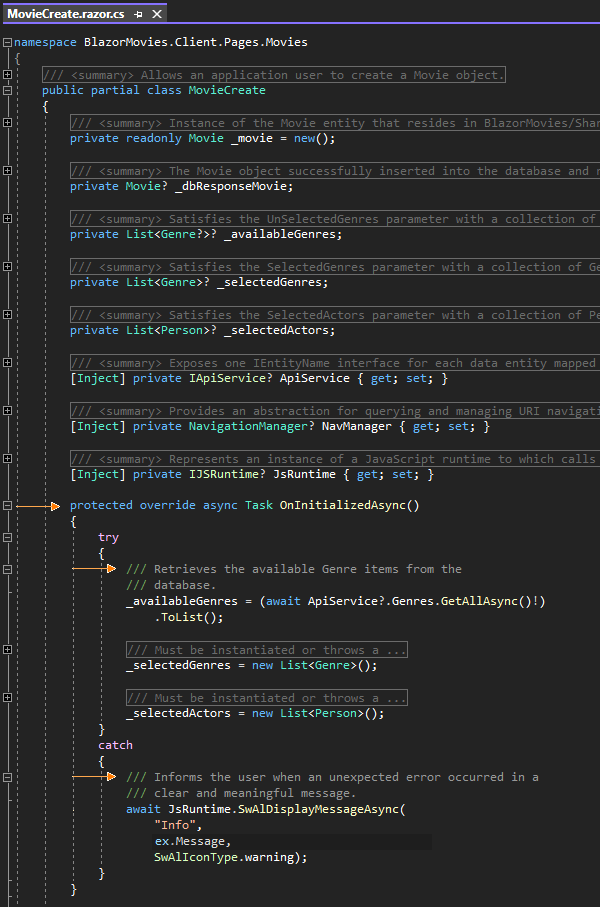 MovieCreate.razor.cs
namespace BlazorMovies.Client.Pages.Movies
{
/// <summary> Allows an application user to create a Movie object.
public partial class MovieCreate
{
/// <summary> Instance of the Movie entity that resides in BlazorMovies/Shar
private readonly Movie _movie = new();
/// <summary> The Movie object successfully inserted into the database and r
private Movie? _dbResponseMovie;
/// <summary> Satisfies the UnSelectedGenres parameter with a collection of
private List<Genre?>? _availableGenres;
/// <summary> Satisfies the SelectedGenres parameter with a collection of Ge
private List<Genre>? _selectedGenres;
/// <summary> Satisfies the SelectedActors parameter with a collection of Pe
private List<Person>? _selectedActors;
/// <summary> Exposes one IEntityName interface for each data entity mapped
[Inject] private IApiService? ApiService { get; set; }
/// <summary> Provides an abstraction for querying and managing URI navigati
[Inject] private NavigationManager? NavManager { get; set; }
/// <summary> Represents an instance of a JavaScript runtime to which calls
[Inject] private IJSRuntime? JsRuntime { get; set; }
protected override async Task OnInitializedAsync()
{
try
{
/// Retrieves the available Genre items from the
/// database.
_availableGenres = (await ApiService?.Genres.GetAllAsync()!)
.ToList();
/// Must be instantiated or throws a ...
_selectedGenres = new List<Genre>();
/// Must be instantiated or throws a ...
_selectedActors = new List<Person>();
}
catch
{
/// Informs the user when an unexpected error occurred in a
/// clear and meaningful message.
await JsRuntime.SwAlDisplayMessageAsync(
"Info",
ex.Message,
SwAlIconType.warning);
}
}